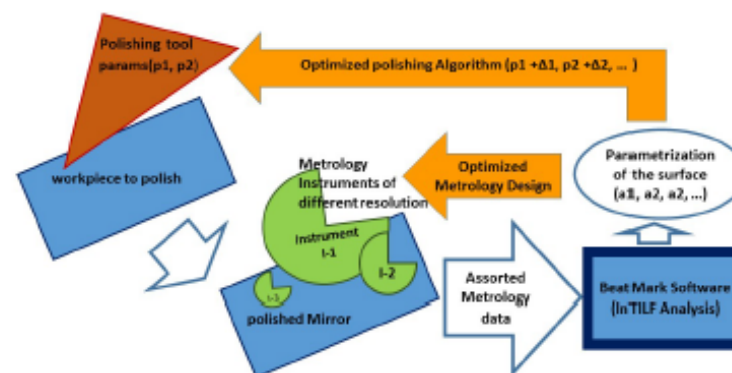 Polishing tool
params(p1, p2)
Optimized polishing Algorithm (p1 +Δ1, p2 +Δ2, ...
workpiece to polish
Metrology
Instruments of
different resolution
Optimized
Metrology Design
Parametrization
of the surface
(a1, a2, a2, ...)
Instrument
I-1
I-2
I-3
polished Mirror
Assorted
Metrology
data
Beat Mark Software
(InTILF Analysis)